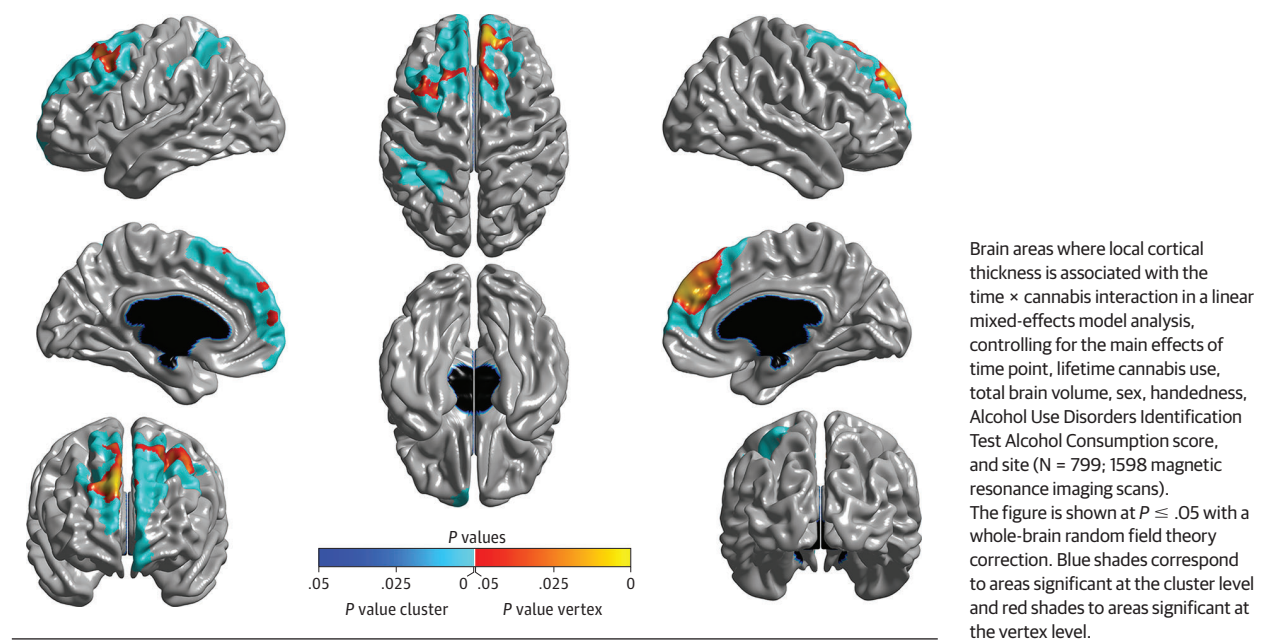 Brain areas where local cortical
thickness is associated with the
time × cannabis interaction in a linear
mixed-effects model analysis,
controlling for the main effects of
time point, lifetime cannabis use,
total brain volume, sex, handedness,
Alcohol Use Disorders Identification
Test Alcohol Consumption score,
and site (N = 799; 1598 magnetic
resonance imaging scans).
The figure is shown at P ≤ .05 with a
whole-brain random field theory
correction. Blue shades correspond
to areas significant at the cluster level
and red shades to areas significant at
the vertex level.
P values
.05 .025 0 .05 .025 0
P value cluster P value vertex